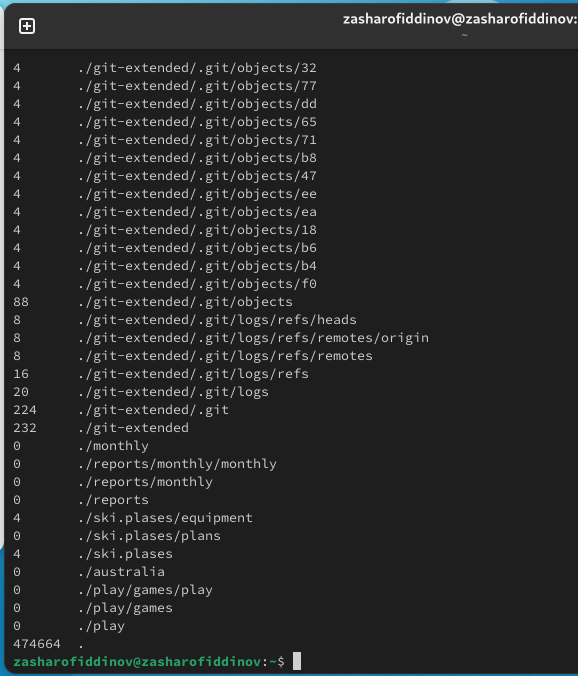 zasharofiddinov@zasharofiddinov:
~
4 ./git-extended/.git/objects/32
4 ./git-extended/.git/objects/77
4 ./git-extended/.git/objects/dd
4 ./git-extended/.git/objects/65
4 ./git-extended/.git/objects/71
4 ./git-extended/.git/objects/b8
4 ./git-extended/.git/objects/47
4 ./git-extended/.git/objects/ee
4 ./git-extended/.git/objects/ea
4 ./git-extended/.git/objects/18
4 ./git-extended/.git/objects/b6
4 ./git-extended/.git/objects/b4
4 ./git-extended/.git/objects/f0
88 ./git-extended/.git/objects
8 ./git-extended/.git/logs/refs/heads
8 ./git-extended/.git/logs/refs/remotes/origin
8 ./git-extended/.git/logs/refs/remotes
16 ./git-extended/.git/logs/refs
20 ./git-extended/.git/logs
224 ./git-extended/.git
232 ./git-extended
0 ./monthly
0 ./reports/monthly/monthly
0 ./reports/monthly
0 ./reports
4 ./ski.plases/equipment
0 ./ski.plases/plans
4 ./ski.plases
0 ./australia
0 ./play/games/play
0 ./play/games
0 ./play
474664 .
zasharofiddinov@zasharofiddinov:~$